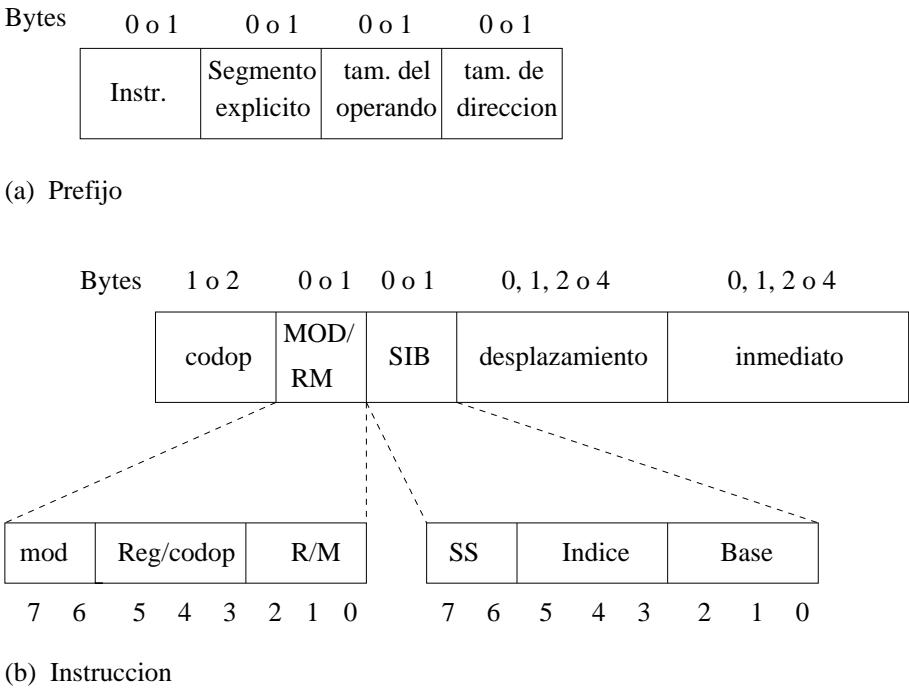 Bytes 0 o 1 0 o 1 0 o 1 0 o 1
Instr. Segmento explicito tam. del operando tam. de direccion
(a) Prefijo
Bytes 1 o 2 0 o 1 0 o 1 0, 1, 2 o 4 0, 1, 2 o 4
codop MOD/ RM SIB desplazamiento inmediato
mod Reg/codop R/M SS Indice Base
7 6 5 4 3 2 1 0 7 6 5 4 3 2 1 0
(b) Instruccion